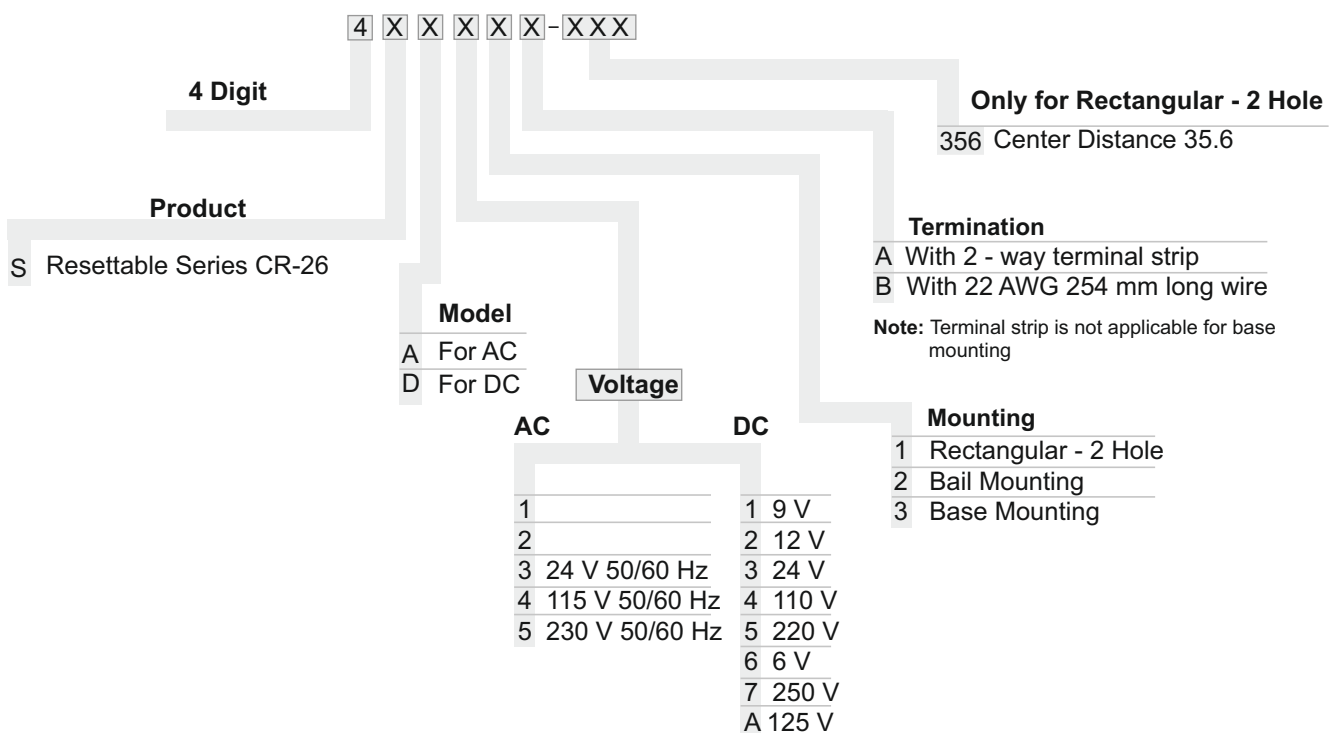 4 X X X X X - X X X
4 Digit
Only for Rectangular - 2 Hole
356 Center Distance 35.6
Product
S Resettable Series CR-26
Termination
A With 2 - way terminal strip
B With 22 AWG 254 mm long wire
Note: Terminal strip is not applicable for base
mounting
Model
A For AC
D For DC
Voltage
AC
1
2
3 24 V 50/60 Hz
4 115 V 50/60 Hz
5 230 V 50/60 Hz
DC
1 9 V
2 12 V
3 24 V
4 110 V
5 220 V
6 6 V
7 250 V
A 125 V
Mounting
1 Rectangular - 2 Hole
2 Bail Mounting
3 Base Mounting